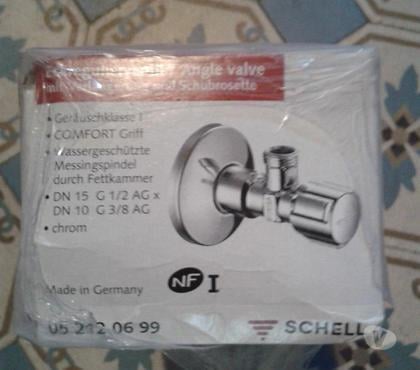 Angle valve
und Schubrosette
• Geräuschklasse I
• COMFORT Griff
• Wassergeschützte
Messingspindel
durch Fettkammer
• DN 15 G 1/2 AG x
DN 10 G 3/8 AG
• chrom
Made in Germany
NF I
05 212 06 99
SCHELL